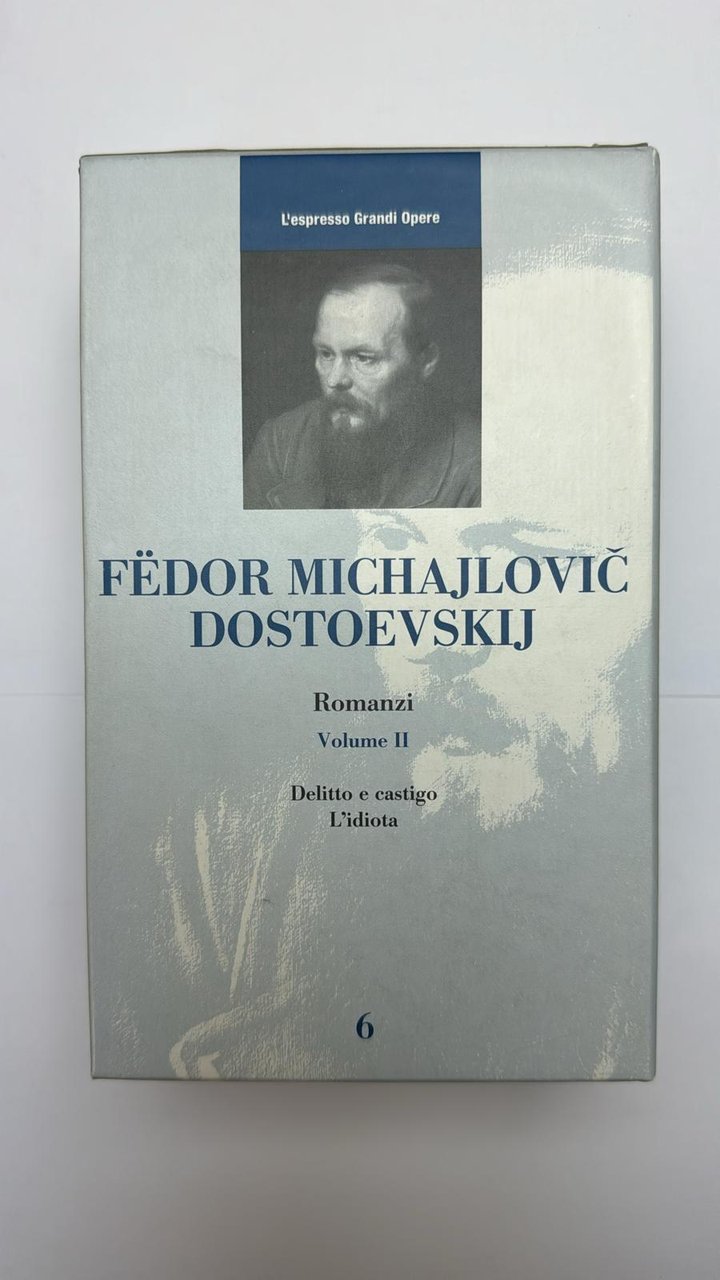 L'espresso Grandi Opere
FËDOR MICHAJLOVIČ
DOSTOEVSKIJ
Romanzi
Volume II
Delitto e castigo
L'idiota
6